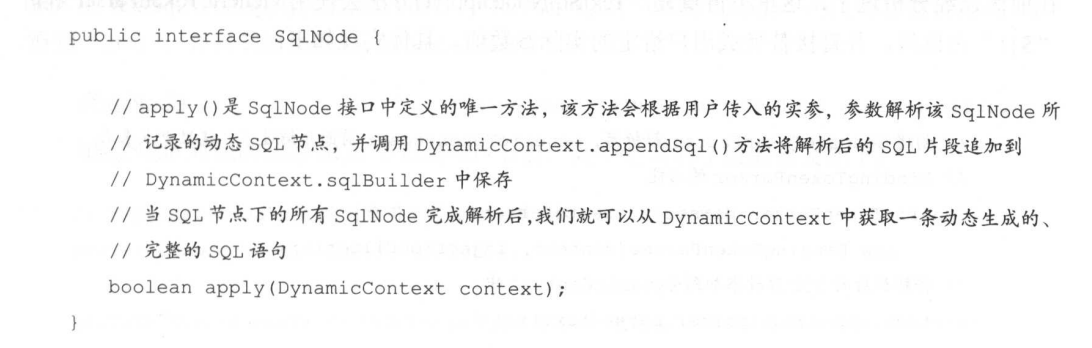 public interface SqlNode {
// apply()是 SqlNode 接口中定义的唯一方法，该方法会根据用户传入的实参，参数解析该 SqlNode 所
// 记录的动态 SQL 节点，并调用 DynamicContext.appendSql()方法将解析后的 SQL 片段追加到
// DynamicContext.sqlBuilder 中保存
// 当 SQL 节点下的所有 SqlNode 完成解析后，我们就可以从 DynamicContext 中获取一条动态生成的、
// 完整的 SQL 语句
boolean apply(DynamicContext context);
}